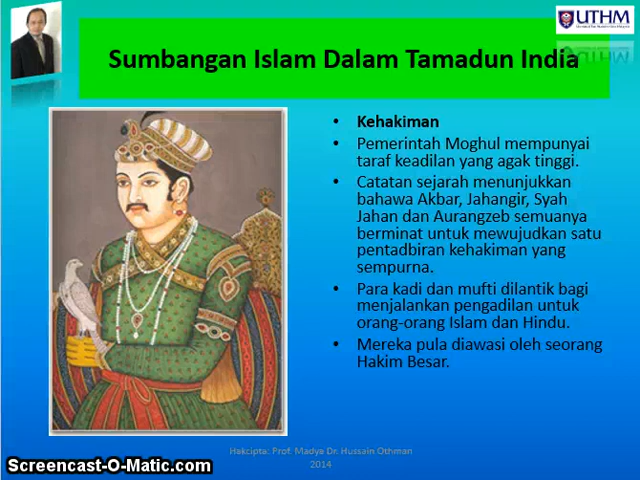 UTHM
Sumbangan Islam Dalam Tamadun India
• Kehakiman
• Pemerintah Moghul mempunyai
taraf keadilan yang agak tinggi.
• Catatan sejarah menunjukkan
bahawa Akbar, Jahangir, Syah
Jahan dan Aurangzeb semuanya
berminat untuk mewujudkan satu
pentadbiran kehakiman yang
sempurna.
• Para kadi dan mufti dilantik bagi
menjalankan pengadilan untuk
orang-orang Islam dan Hindu.
• Mereka pula diawasi oleh seorang
Hakim Besar.
Hakcipta. Prof. Madya Dr. Hussain Othman
2014
Screencast-O-Matic.com